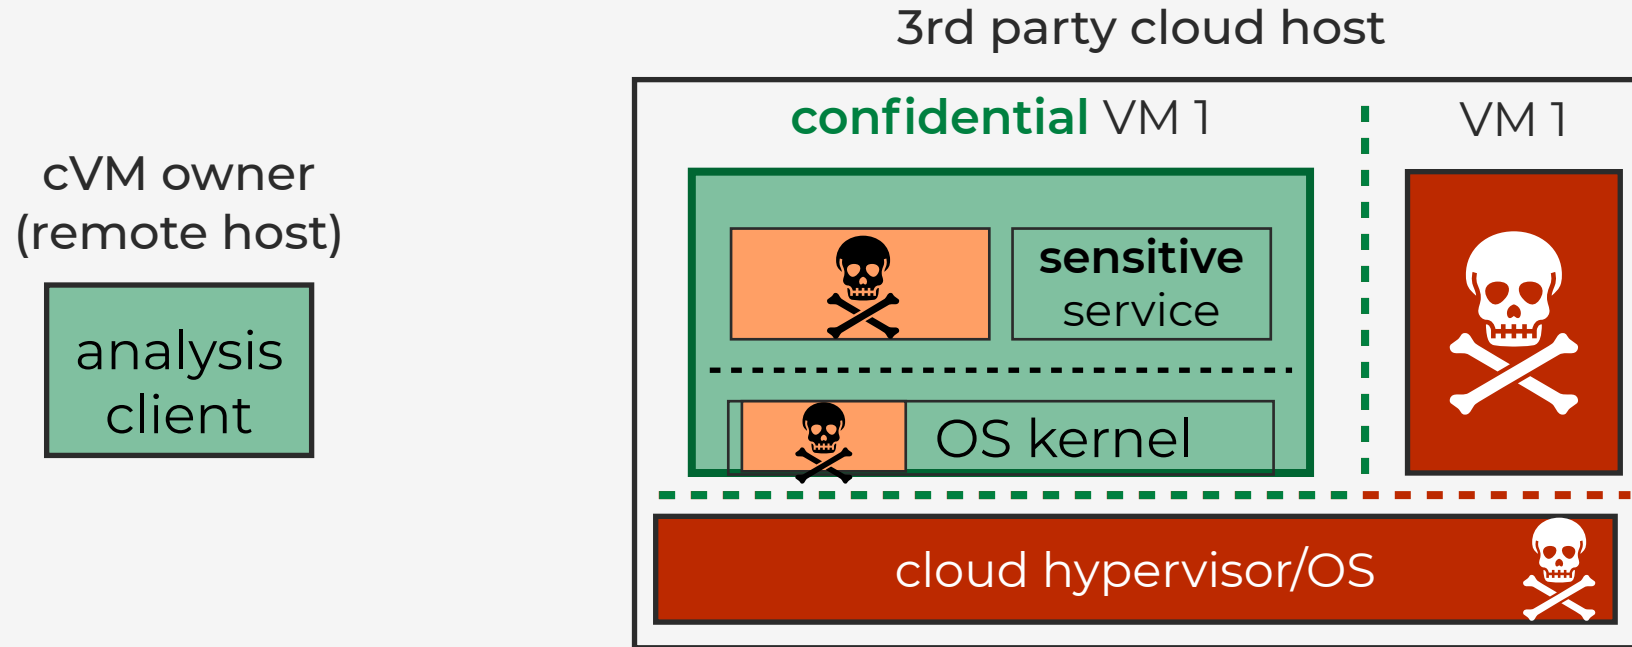 3rd party cloud host
confidential VM 1
VM 1
cVM owner
(remote host)
analysis
client
sensitive
service
OS kernel
cloud hypervisor/OS